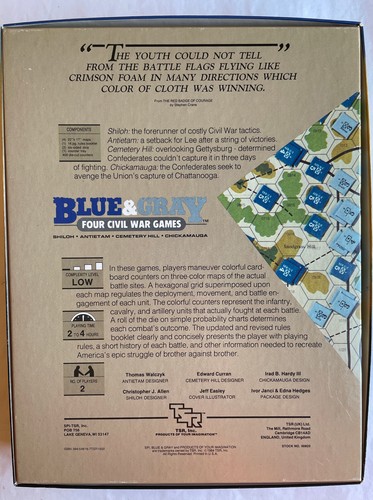 “THE YOUTH COULD NOT TELL
FROM THE BATTLE FLAGS FLYING LIKE
CRIMSON FOAM IN MANY DIRECTIONS WHICH
COLOR OF CLOTH WAS WINNING.”
From THE RED BADGE OF COURAGE
by Stephen Crane
COMPONENTS
Shiloh: the forerunner of costly Civil War tactics.
Antietam: a setback for Lee after a string of victories.
Cemetery Hill: overlooking Gettysburg - determined
Confederates couldn't capture it in three days
of fighting. Chickamauga: the Confederates seek to
avenge the Union's capture of Chattanooga.
BLUE & GRAY™
FOUR CIVIL WAR GAMES
SHILOH • ANTIETAM • CEMETERY HILL • CHICKAMAUGA
COMPLEXITY LEVEL
LOW
In these games, players maneuver colorful card-
board counters on three color maps of the actual
battle sites. A hexagonal grid superimposed upon
each map regulates the deployment, movement, and battle en-
gagement of each unit. The colorful counters represent the infantry,
cavalry, and artillery units that actually fought at each battle.
PLAYING TIME
2 TO 4 HOURS
A roll of the die on simple probability charts determines
each combat's outcome. The updated and revised rules
booklet clearly and concisely presents the player with playing
rules, a short history of each battle, and other information needed to recreate
America's epic struggle of brother against brother.
NO. OF PLAYERS
2
Thomas Walczyk
ANTIETAM DESIGNER
Edward Curran
CEMETERY HILL DESIGNER
Irad B. Hardy III
CHICKAMAUGA DESIGN
Christopher J. Allen
SHILOH DESIGNER
Jeff Easley
COVER ILLUSTRATOR
PACKAGE DESIGN
SPI-TSR, Inc.
POB 756
LAKE GENEVA, WI 53147
TSR
TSR, Inc.
PRODUCTS OF YOUR IMAGINATION™
TSR (UK) Ltd.
The Mill, Rathmore Road
Cambridge CB14AD
ENGLAND, United Kingdom